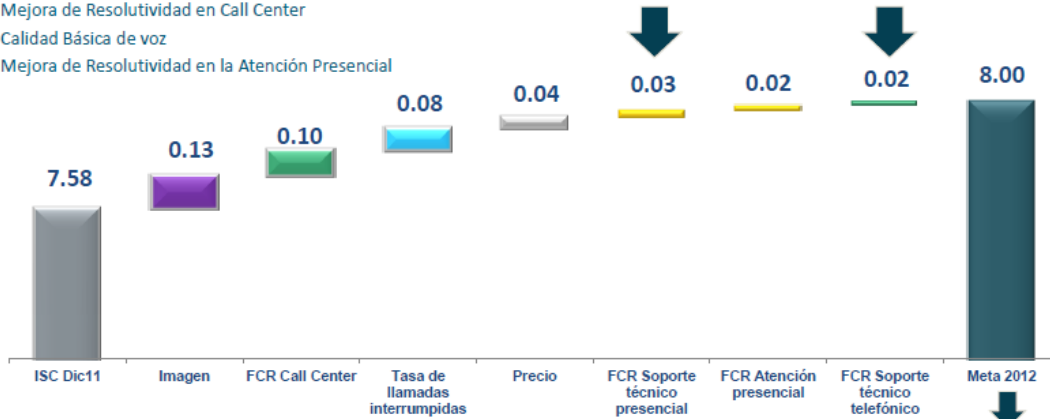 Mejora de Resolutividad en Call Center
Calidad Básica de voz
Mejora de Resolutividad en la Atención Presencial
7.58
0.13
0.10
0.08
0.04
0.03
0.02
0.02
8.00
ISC Dic11
Imagen
FCR Call Center
Tasa de
llamadas
interrumpidas
Precio
FCR Soporte
técnico
presencial
FCR Atención
presencial
FCR Soporte
técnico
telefónico
Meta 2012